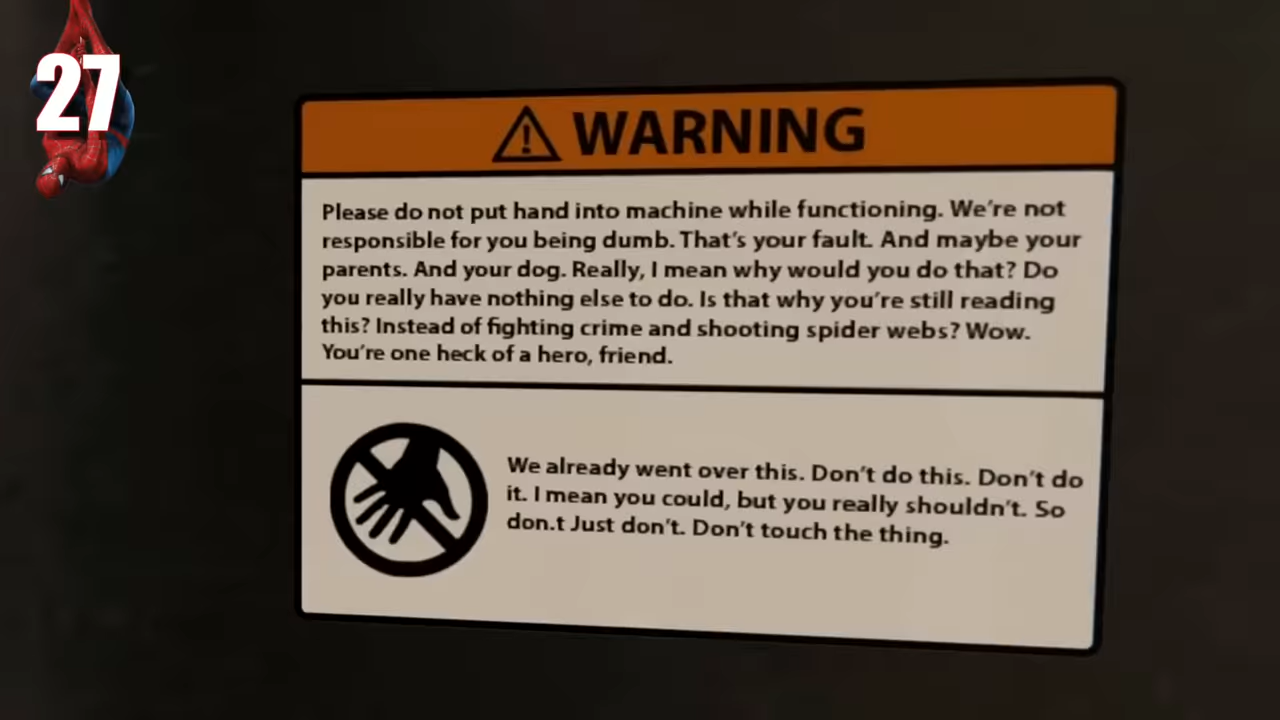 27
WARNING
Please do not put hand into machine while functioning. We're not
responsible for you being dumb. That's your fault. And maybe your
parents. And your dog. Really, I mean why would you do that? Do
you really have nothing else to do. Is that why you're still reading
this? Instead of fighting crime and shooting spider webs? Wow.
You're one heck of a hero, friend.
We already went over this. Don't do this. Don't do
it. I mean you could, but you really shouldn't. So
don.t Just don't. Don't touch the thing.